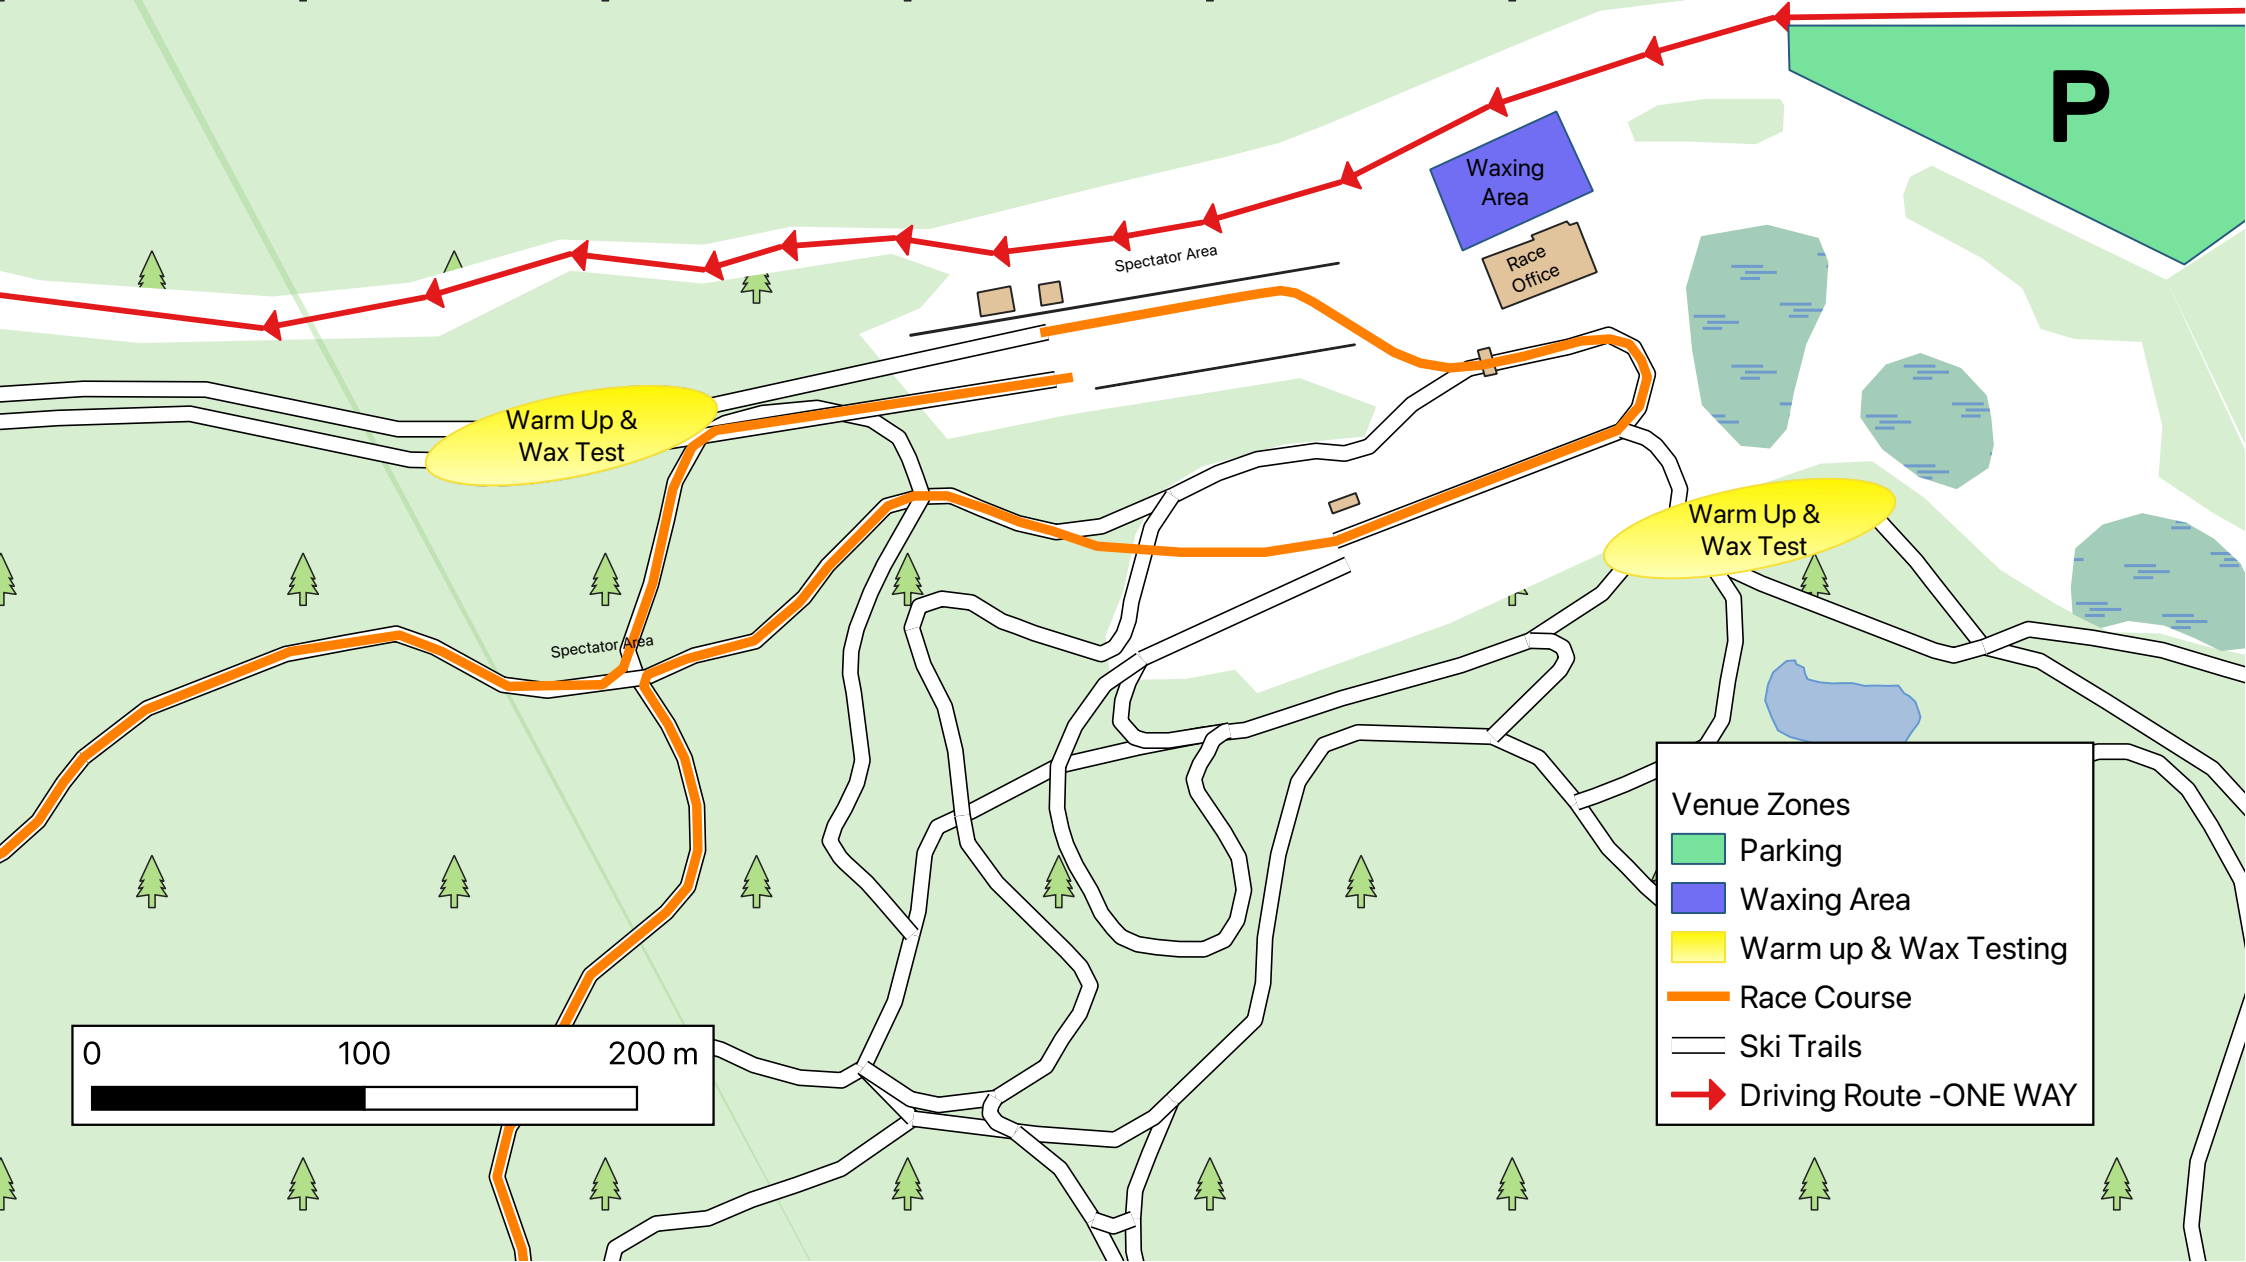 P
Waxing
Area
Race
Office
Spectator Area
Warm Up &
Wax Test
Warm Up &
Wax Test
Spectator Area
Venue Zones
Parking
Waxing Area
Warm up & Wax Testing
Race Course
Ski Trails
Driving Route -ONE WAY
0 100 200 m